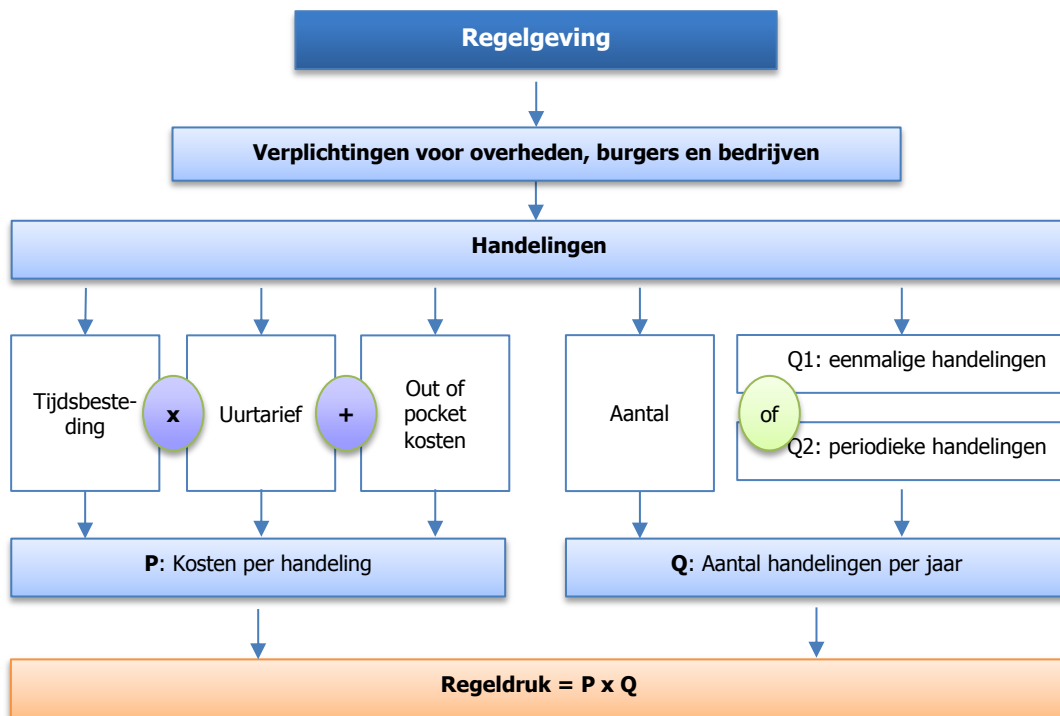 Regelgeving
Verplichtingen voor overheden, burgers en bedrijven
Handelingen
Tijdsbeste-
ding
x
Uurtarief
+
Out of
pocket
kosten
Aantal
Q1: eenmalige handelingen
of
Q2: periodieke handelingen
P: Kosten per handeling
Q: Aantal handelingen per jaar
Regeldruk = P x Q